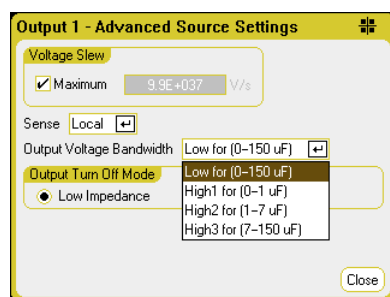 Output 1 - Advanced Source Settings
Voltage Slew
Maximum 9.9E+037 V/s
Sense Local
Output Voltage Bandwidth Low for (0-150 uF)
Low for (0-150 uF)
Output Turn Off Mode
High1 for (0-1 uF)
Low Impedance
High2 for (1-7 uF)
High3 for (7-150 uF)
Close